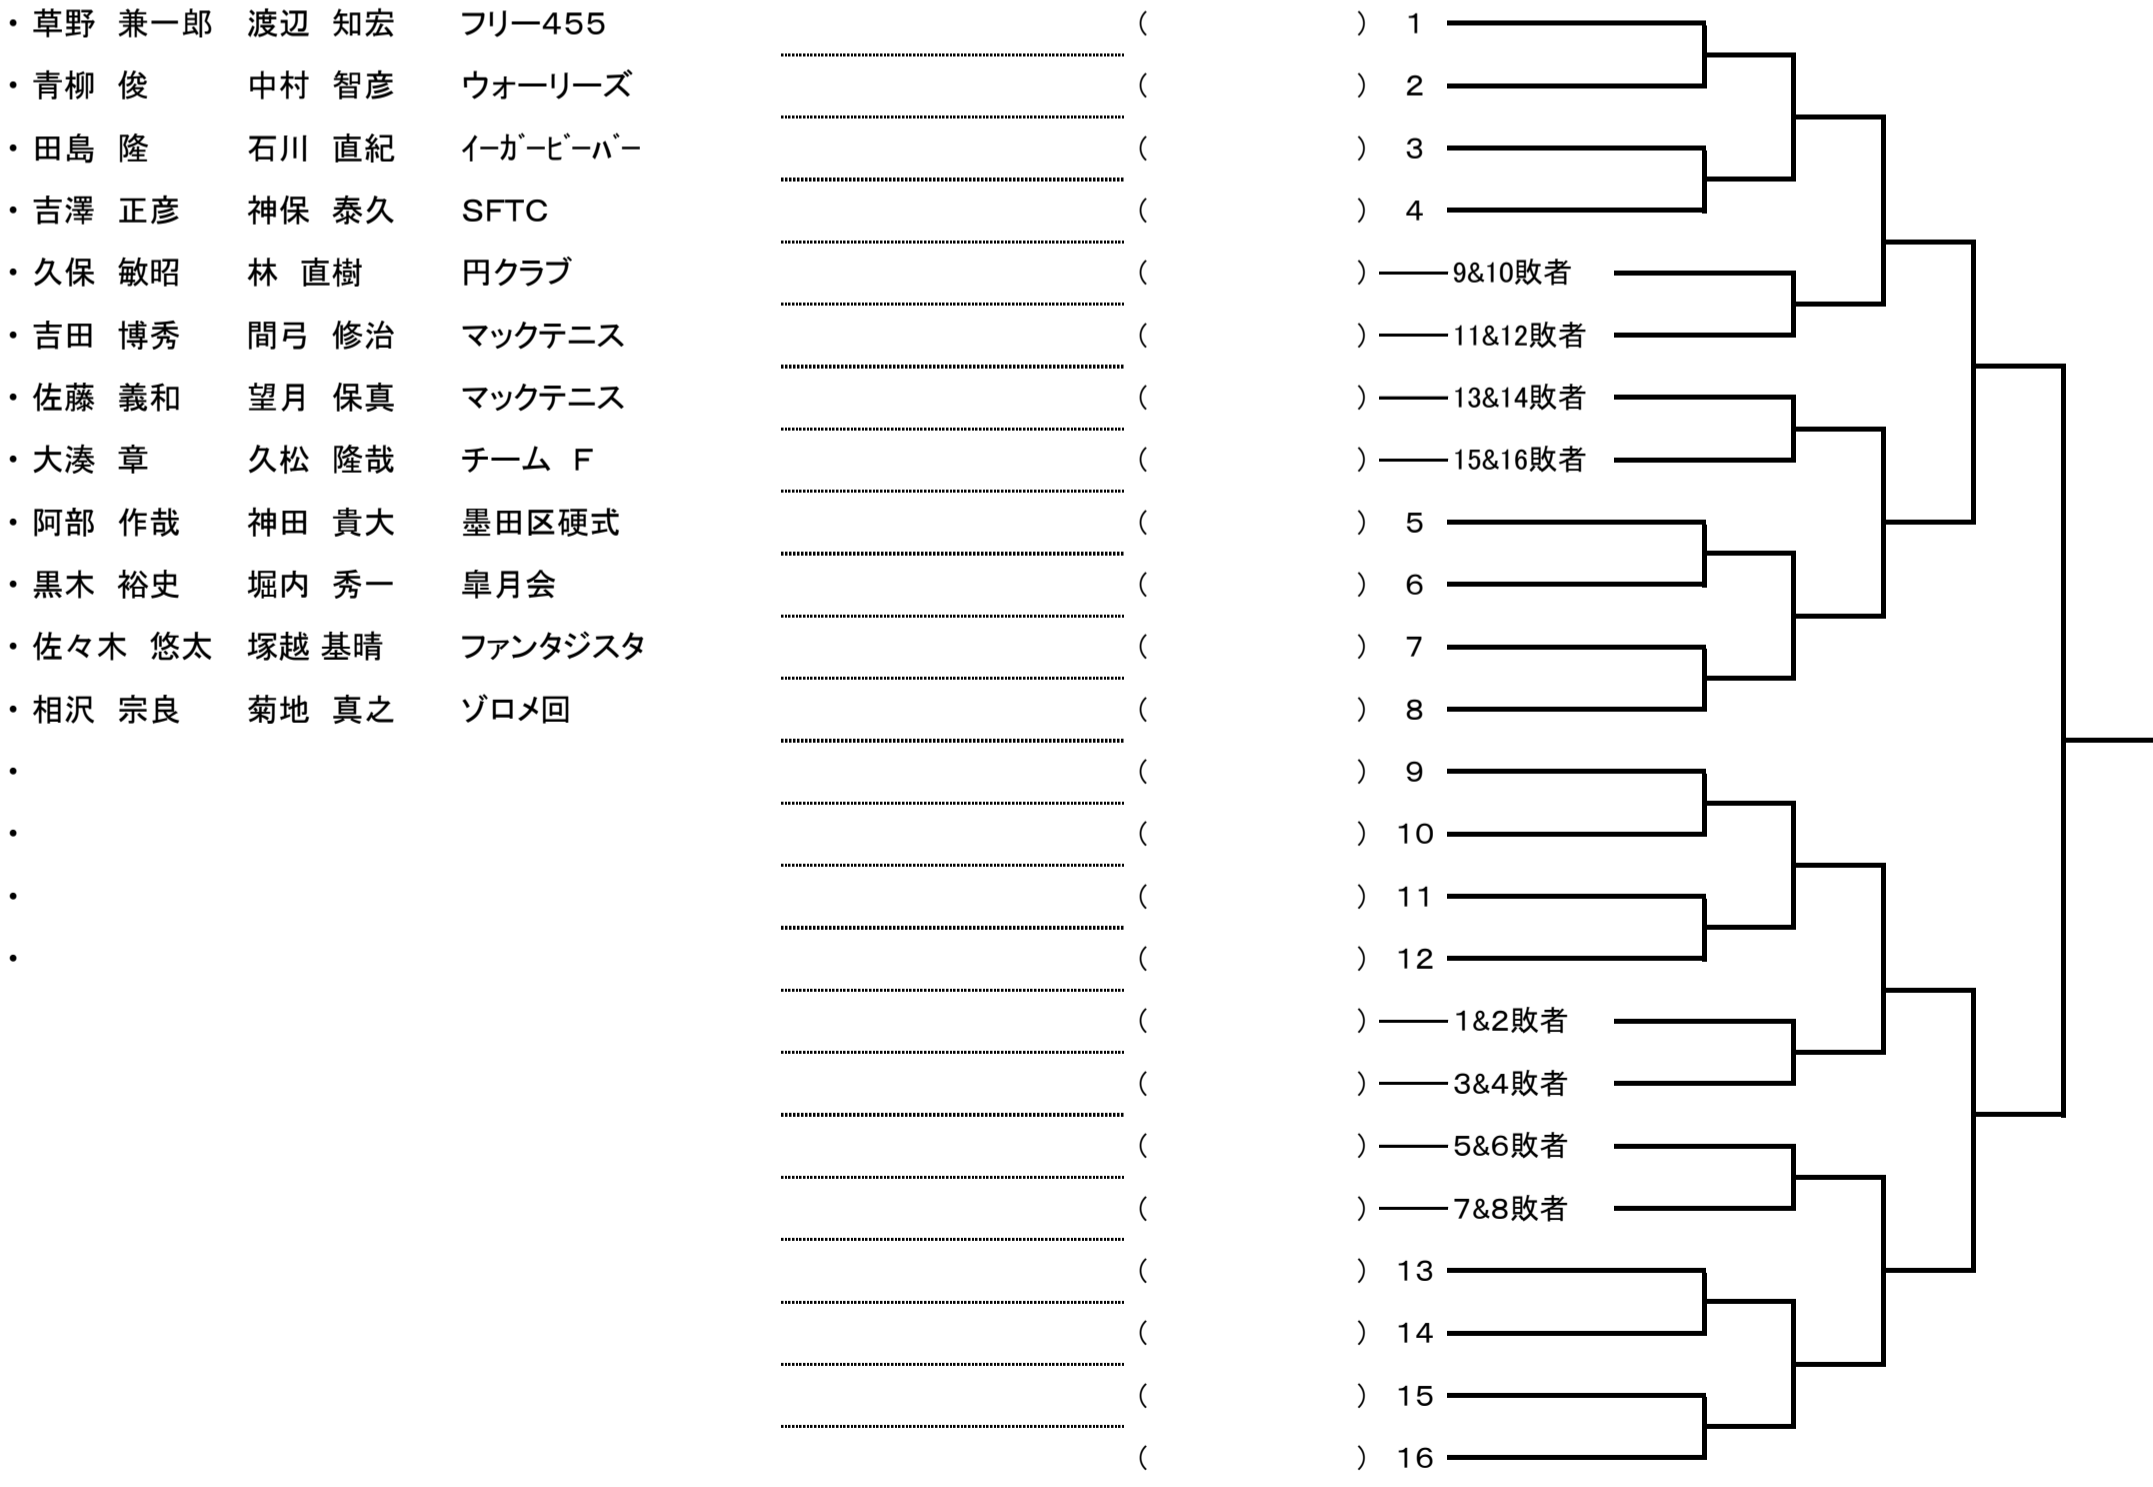 ・草野　兼一郎　渡辺　知宏　フリー455 （　） 1
・青柳　俊　中村　智彦　ウォーリーズ （　） 2
・田島　隆　石川　直紀　ｲｰｶﾞｰﾋﾞｰﾊﾞｰ （　） 3
・吉澤　正彦　神保　泰久　SFTC （　） 4
・久保　敏昭　林　直樹　円クラブ （　） 9&10敗者
・吉田　博秀　間弓　修治　マックテニス （　） 11&12敗者
・佐藤　義和　望月　保真　マックテニス （　） 13&14敗者
・大湊　章　久松　隆哉　チーム　F （　） 15&16敗者
・阿部　作哉　神田　貴大　墨田区硬式 （　） 5
・黒木　裕史　堀内　秀一　皐月会 （　） 6
・佐々木　悠太　塚越 基晴　ファンタジスタ （　） 7
・相沢　宗良　菊地　真之　ゾロメ回 （　） 8
・ （　） 9
・ （　） 10
・ （　） 11
・ （　） 12
（　） 1&2敗者
（　） 3&4敗者
（　） 5&6敗者
（　） 7&8敗者
（　） 13
（　） 14
（　） 15
（　） 16